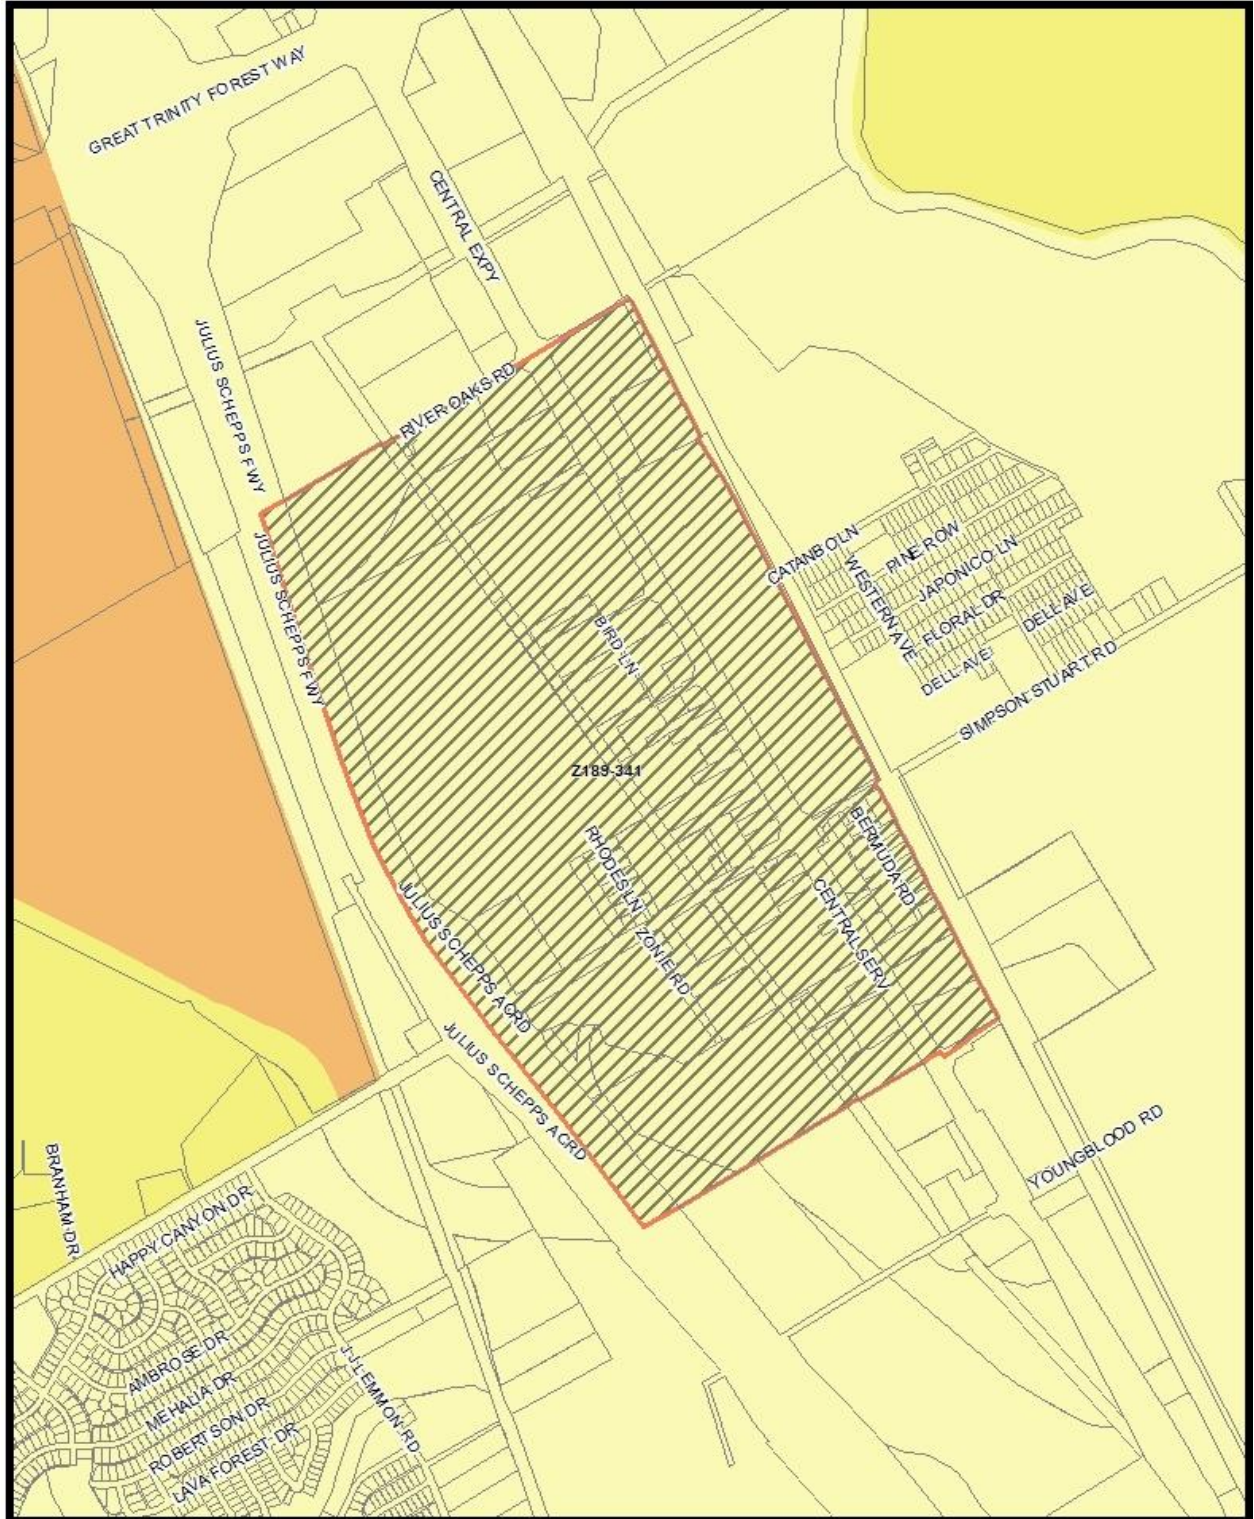 GREAT TRINITY FOREST WAY
CENTRAL EXPY
JULIUS SCHEPPS FWY
RIVER OAKS RD
JULIUS SCHEPPS FWY
CATANBO LN
PINE ROW
WESTERN AVE
JAPONICO LN
FLORAL DR
DELL AVE
DELL AVE
SIMPSON STUART RD
BIRD LN
Z189-341
BERMUDA RD
RHODES LN
CENTRAL SERV
ZONIE RD
JULIUS SCHEPPS ACRD
JULIUS SCHEPPS ACRD
YOUNGBLOOD RD
BRANHAM DR
HAPPY CANYON DR
AMBROSE DR
MEHALIA DR
ROBERTSON DR
LAVA FOREST DR
J J LEMMON RD